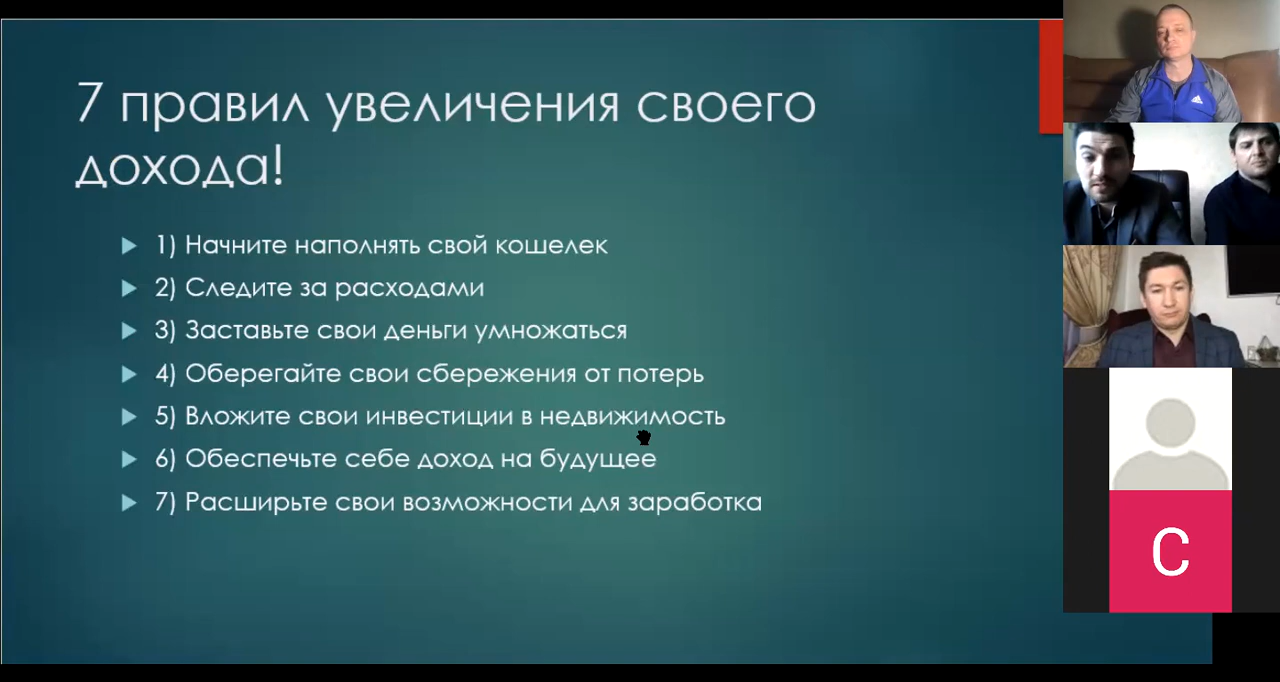 7 правил увеличения своего
дохода!
1) Начните наполнять свой кошелек
2) Следите за расходами
3) Заставьте свои деньги умножаться
4) Оберегайте свои сбережения от потерь
5) Вложите свои инвестиции в недвижимость
6) Обеспечьте себе доход на будущее
7) Расширьте свои возможности для заработка
C